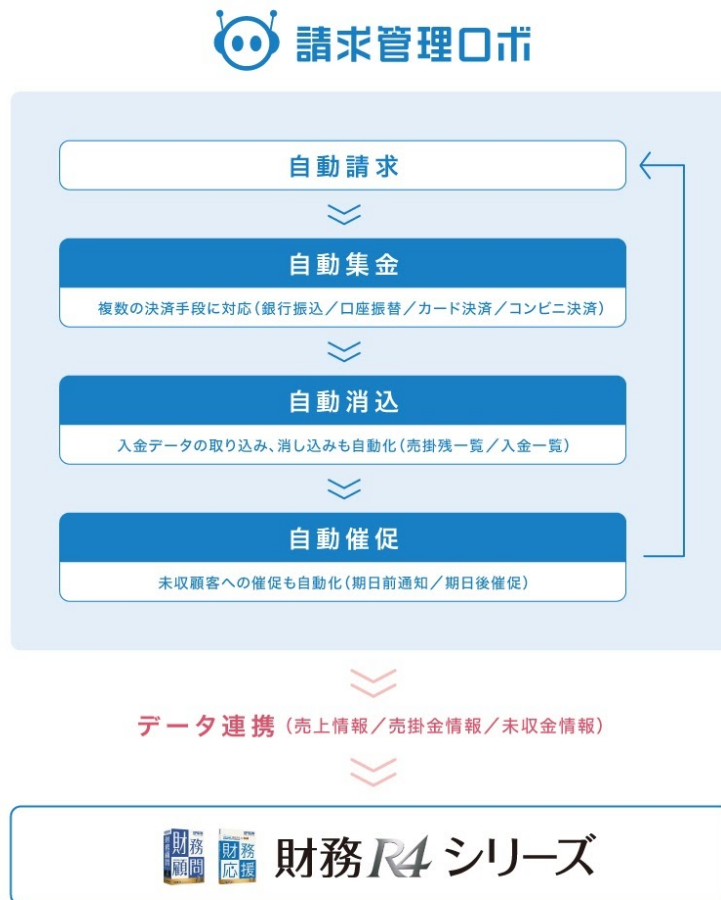 請求管理ロボ
自動請求
自動集金
複数の決済手段に対応(銀行振込/口座振替/カード決済/コンビニ決済)
自動消込
入金データの取り込み、消し込みも自動化(売掛残一覧/入金一覧)
自動催促
未収顧客への催促も自動化(期日前通知/期日後催促)
データ連携(売上情報/売掛金情報/未収金情報)
財務顧問 財務応援 財務R4シリーズ